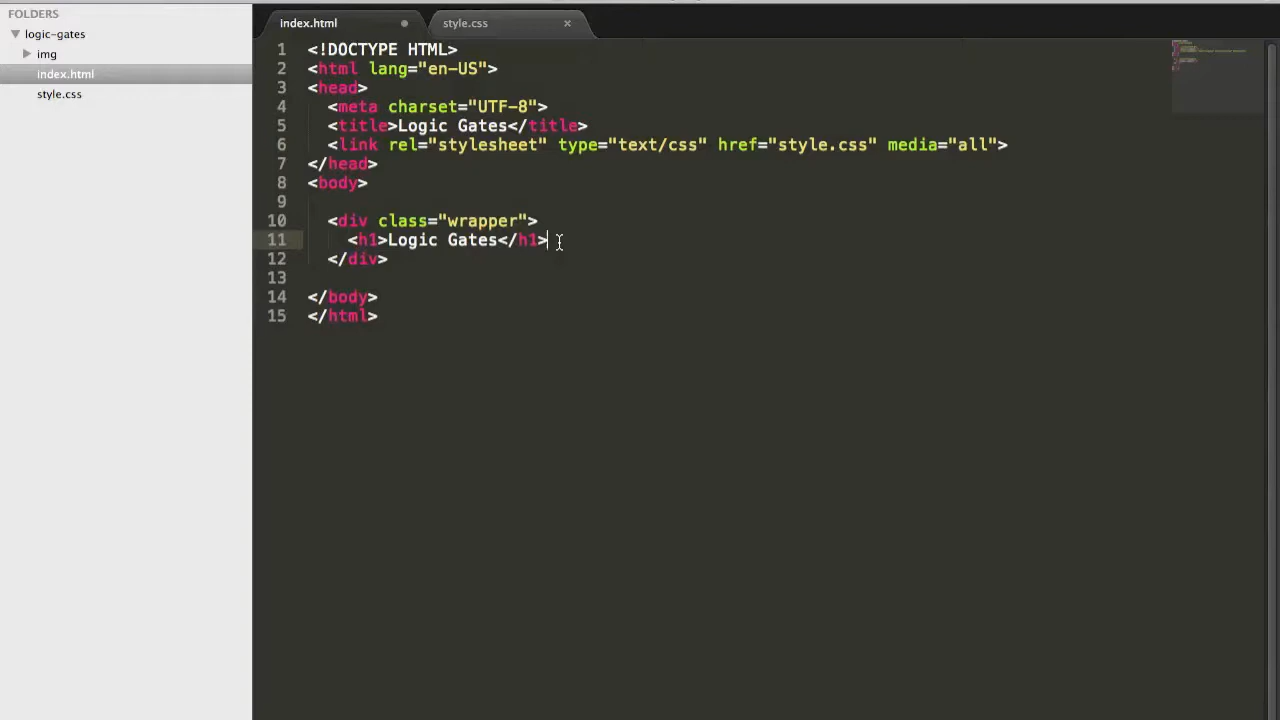 FOLDERS
logic-gates
img
index.html
style.css
index.html
style.css
1 <!DOCTYPE HTML>
2 <html lang="en-US">
3 <head>
4 <meta charset="UTF-8">
5 <title>Logic Gates</title>
6 <link rel="stylesheet" type="text/css" href="style.css" media="all">
7 </head>
8 <body>
9
10 <div class="wrapper">
11 <h1>Logic Gates</h1>
12 </div>
13
14 </body>
15 </html>